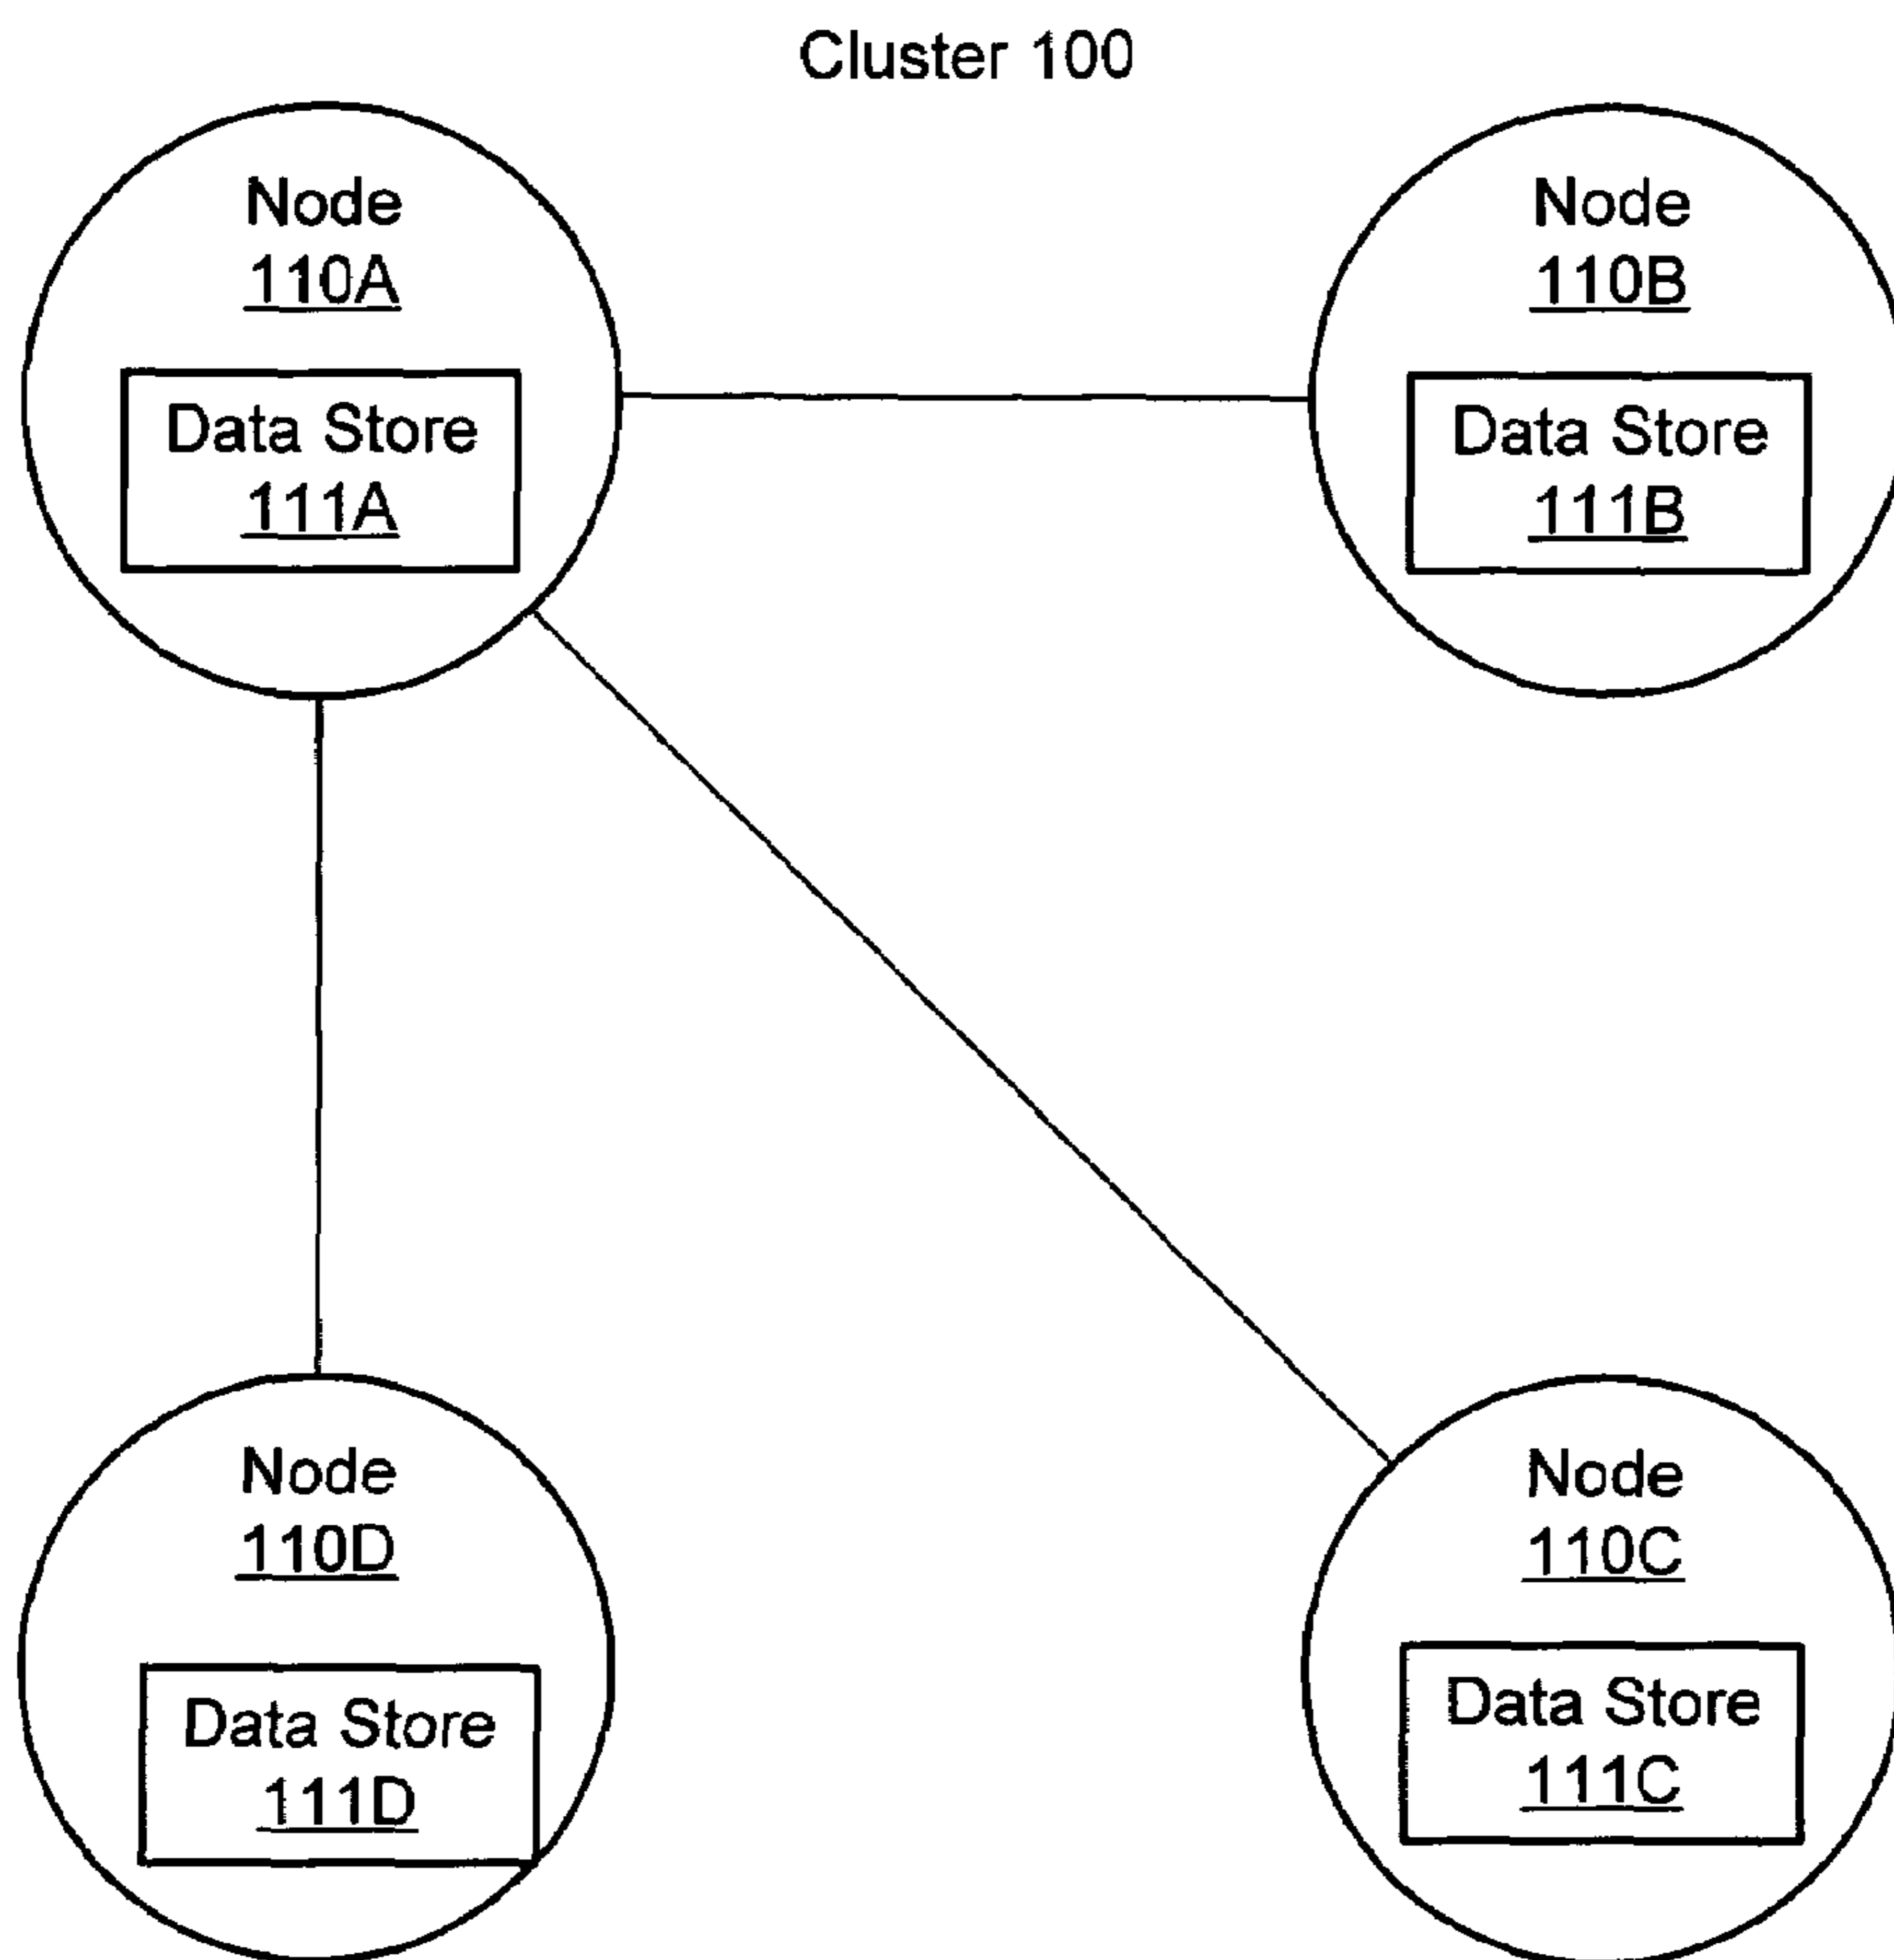 Cluster 100
Node
110A
Data Store
111A
Node
110B
Data Store
111B
Node
110D
Data Store
111D
Node
110C
Data Store
111C